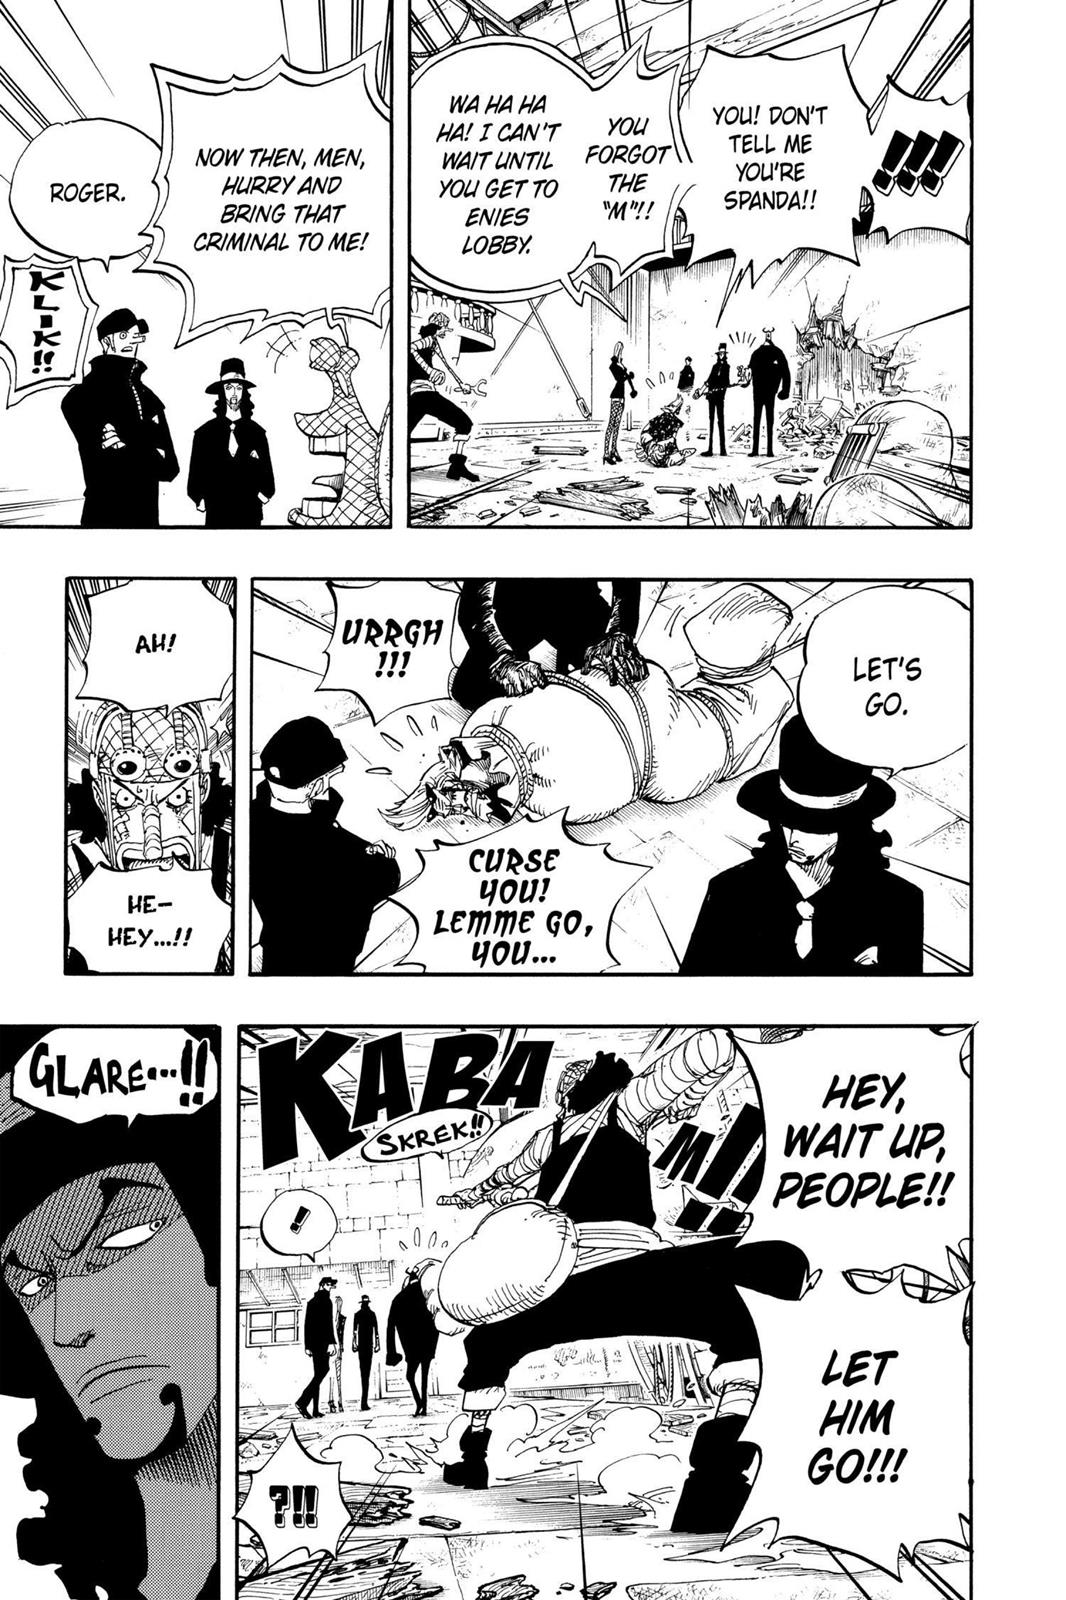 !!!!
YOU! DON'T
TELL ME
YOU'RE
SPANDA!!
YOU
FORGOT
THE
"M"!!
WA HA HA
HA! I CAN'T
WAIT UNTIL
YOU GET TO
ENIES
LOBBY.
NOW THEN, MEN,
HURRY AND
BRING THAT
CRIMINAL TO ME!
ROGER.
KLIK!!
LET'S
GO.
URRGH
!!!
CURSE
YOU!
LEMME GO,
YOU...
AH!
HE-
HEY...!!
HEY,
WAIT UP,
PEOPLE!!
LET
HIM
GO!!!
KABA
M!!!
SKREK!!
!
?!!
GLARE...!!